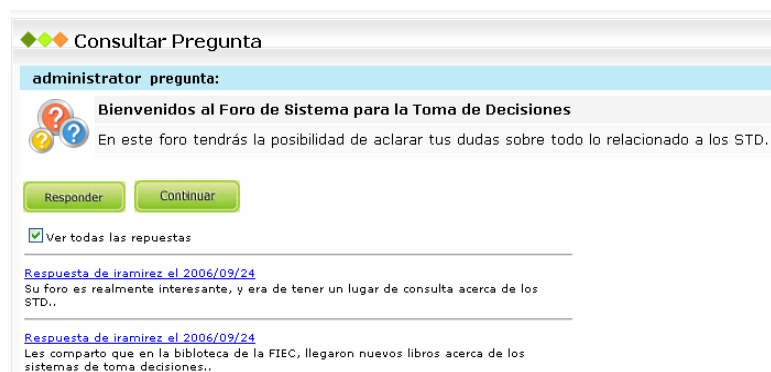 Consultar Pregunta
administrator pregunta:
Bienvenidos al Foro de Sistema para la Toma de Decisiones
En este foro tendrás la posibilidad de aclarar tus dudas sobre todo lo relacionado a los STD.
Responder Continuar
Ver todas las repuestas
Respuesta de iramirez el 2006/09/24
Su foro es realmente interesante, y era de tener un lugar de consulta acerca de los
STD..
Respuesta de iramirez el 2006/09/24
Les comparto que en la bibloteca de la FIEC, llegaron nuevos libros acerca de los
sistemas de toma decisiones..